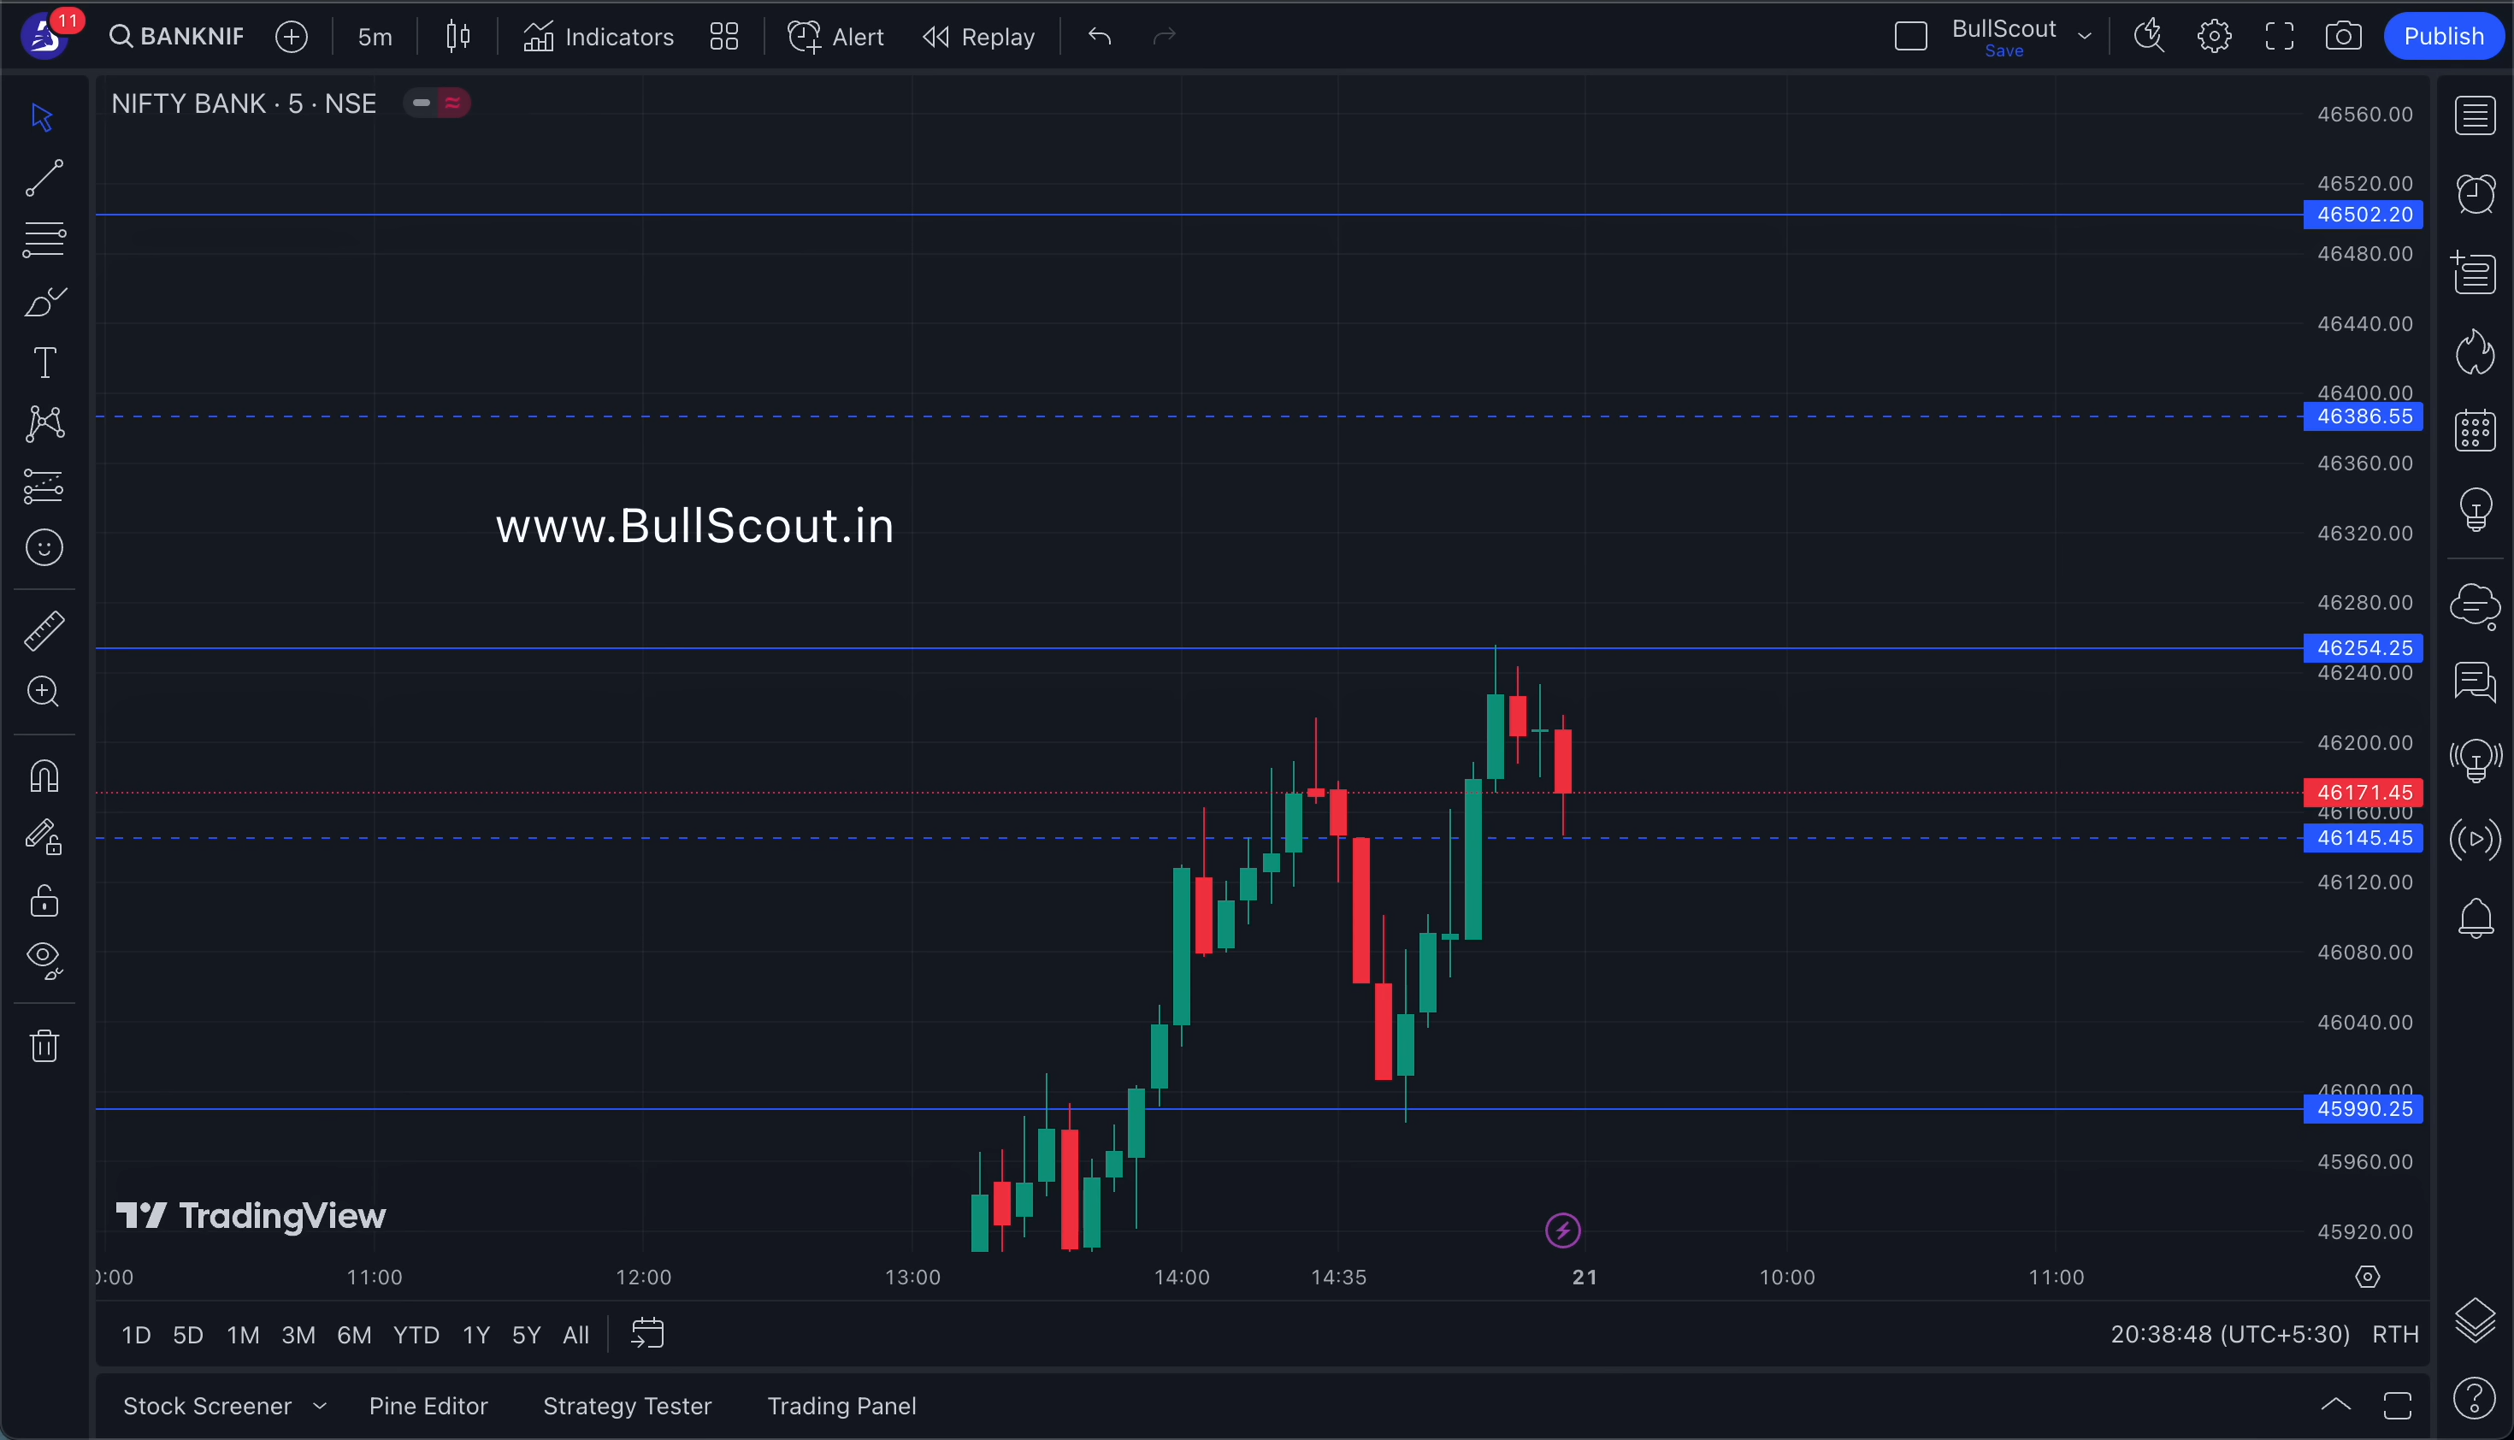 11
BANKNIF
5m
Indicators
Alert
Replay
BullScout
Save
Publish
NIFTY BANK · 5 · NSE
46560.00
46520.00
46502.20
46480.00
46440.00
46400.00
46386.55
46360.00
www.BullScout.in
46320.00
46280.00
46254.25
46240.00
46200.00
46171.45
46160.00
46145.45
46120.00
46080.00
46040.00
46000.00
45990.25
45960.00
TradingView
45920.00
0:00 11:00 12:00 13:00 14:00 14:35 21 10:00 11:00
1D 5D 1M 3M 6M YTD 1Y 5Y All
20:38:48 (UTC+5:30) RTH
Stock Screener Pine Editor Strategy Tester Trading Panel